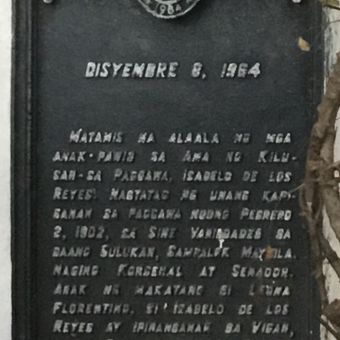 1964
DISYEMBRE 6, 1964
MATAMIS NA ALAALA NG MGA
ANAK-PAWIS SA AMA NG KILU-
SAN SA PAGGAWA, ISABELO DE LOS
REYES. NAGTATAG NG UNANG KAPI-
SANAN SA PAGGAWA NOONG PEBRERO
2, 1902, SA SINE VARIEDADES SA
DAANG SULUKAN, SAMPALOK MAYNILA.
NAGING KONSEHAL AT SENADOR.
ANAK NG MAKATANG SI LEONA
FLORENTINO, SI ISABELO DE LOS
REYES AY IPINANGANAK SA VIGAN,